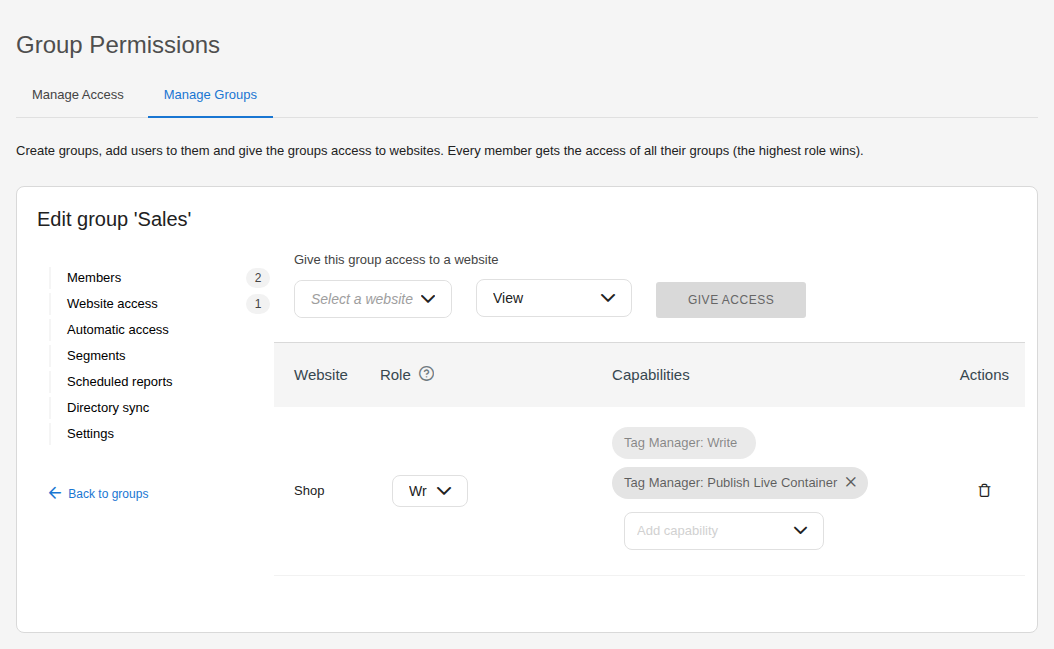 Group Permissions
Manage Access
Manage Groups
Create groups, add users to them and give the groups access to websites. Every member gets the access of all their groups (the highest role wins).
Edit group 'Sales'
Members 2
Website access 1
Automatic access
Segments
Scheduled reports
Directory sync
Settings
Back to groups
Give this group access to a website
Select a website
View
GIVE ACCESS
Website Role ? Capabilities Actions
Tag Manager: Write
Tag Manager: Publish Live Container
Shop
Wr
Add capability